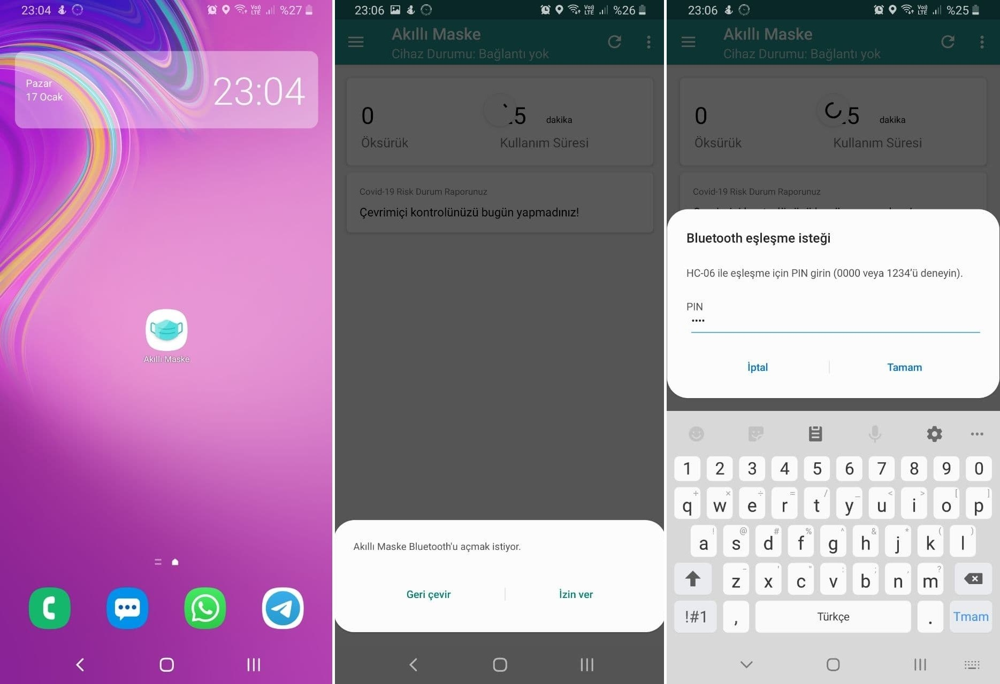 23:04
%27
Pazar
17 Ocak
23:04
Akıllı Maske
23:06
Vo))
LTE
%26
Akıllı Maske
Cihaz Durumu: Bağlantı yok
0
.5
dakika
Öksürük
Kullanım Süresi
Covid-19 Risk Durum Raporunuz
Çevrimiçi kontrolünüzü bugün yapmadınız!
Akıllı Maske Bluetooth'u açmak istiyor.
Geri çevir
İzin ver
23:06
Vo))
LTE
%25
Akıllı Maske
Cihaz Durumu: Bağlantı yok
0
.5
dakika
Öksürük
Kullanım Süresi
Covid-19 Risk Durum Raporunuz
Bluetooth eşleşme isteği
HC-06 ile eşleşme için PIN girin (0000 veya 1234’ü deneyin).
PIN
••••
İptal
Tamam
1 2 3 4 5 6 7 8 9 0
q w e r t y u i o p
a s d f g h j k l
z x c v b n m
!#1 , Türkçe . Tmam